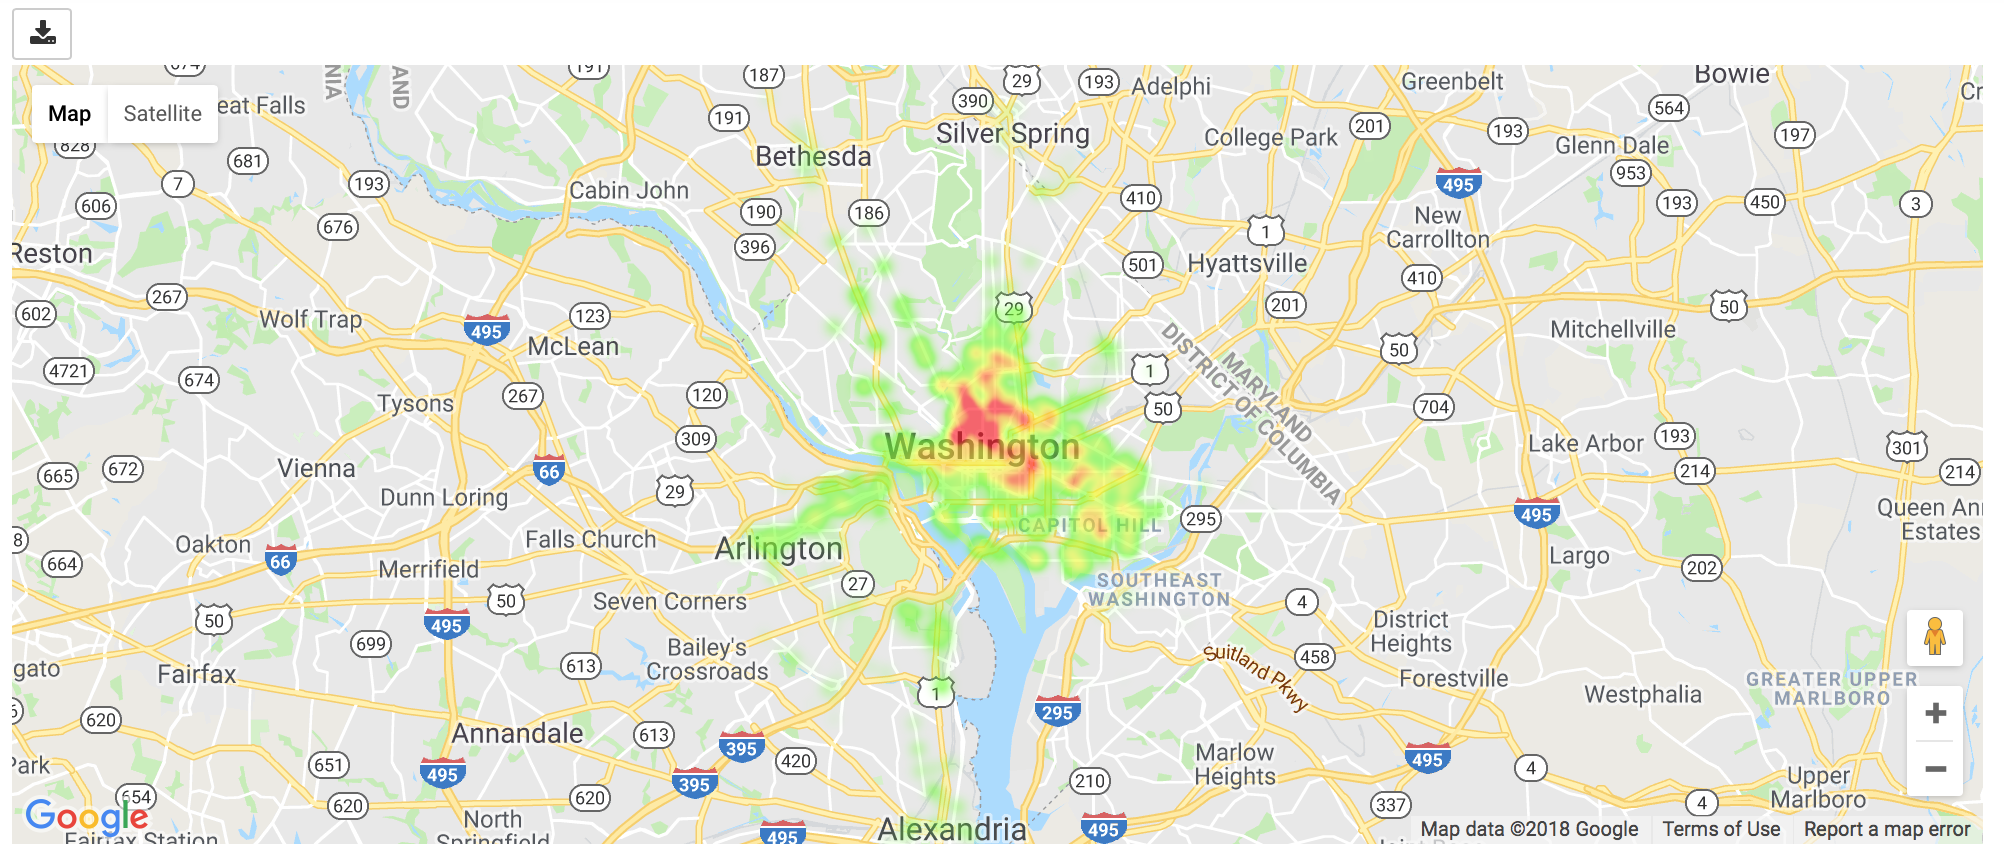 674
191
187
29
193
Adelphi
Greenbelt
Bowie
NIA
AND
Map
Satellite
eat Falls
390
191
564
Cr
828
681
Silver Spring
College Park
201
193
Glenn Dale
197
Bethesda
7
193
Cabin John
410
495
953
606
676
190
186
193
450
3
New
Carrollton
1
396
Reston
501
Hyattsville
410
267
602
Wolf Trap
123
29
201
50
495
McLean
Mitchellville
DISTRICT OF COLUMBIA
MARYLAND
4721
674
1
50
Tysons
267
120
50
704
309
Washington
Lake Arbor
193
301
665
672
Vienna
66
214
214
Dunn Loring
29
CAPITOL HILL
295
495
Queen Ann
Estates
8
664
Oakton
66
Falls Church
Arlington
Largo
Merrifield
27
202
SOUTHEAST
WASHINGTON
50
50
495
Seven Corners
4
District
Heights
699
Bailey's
Crossroads
613
gato
Fairfax
Suitland Pkwy
458
Forestville
GREATER UPPER
MARLBORO
Westphalia
1
6
620
295
Annandale
613
395
Park
651
495
420
395
210
Marlow
Heights
495
4
Upper
Marlboro
654
620
620
337
4
Google
Fairfax Station
North
Springfield
495
Alexandria
495
Map data ©2018 Google
Terms of Use
Report a map error